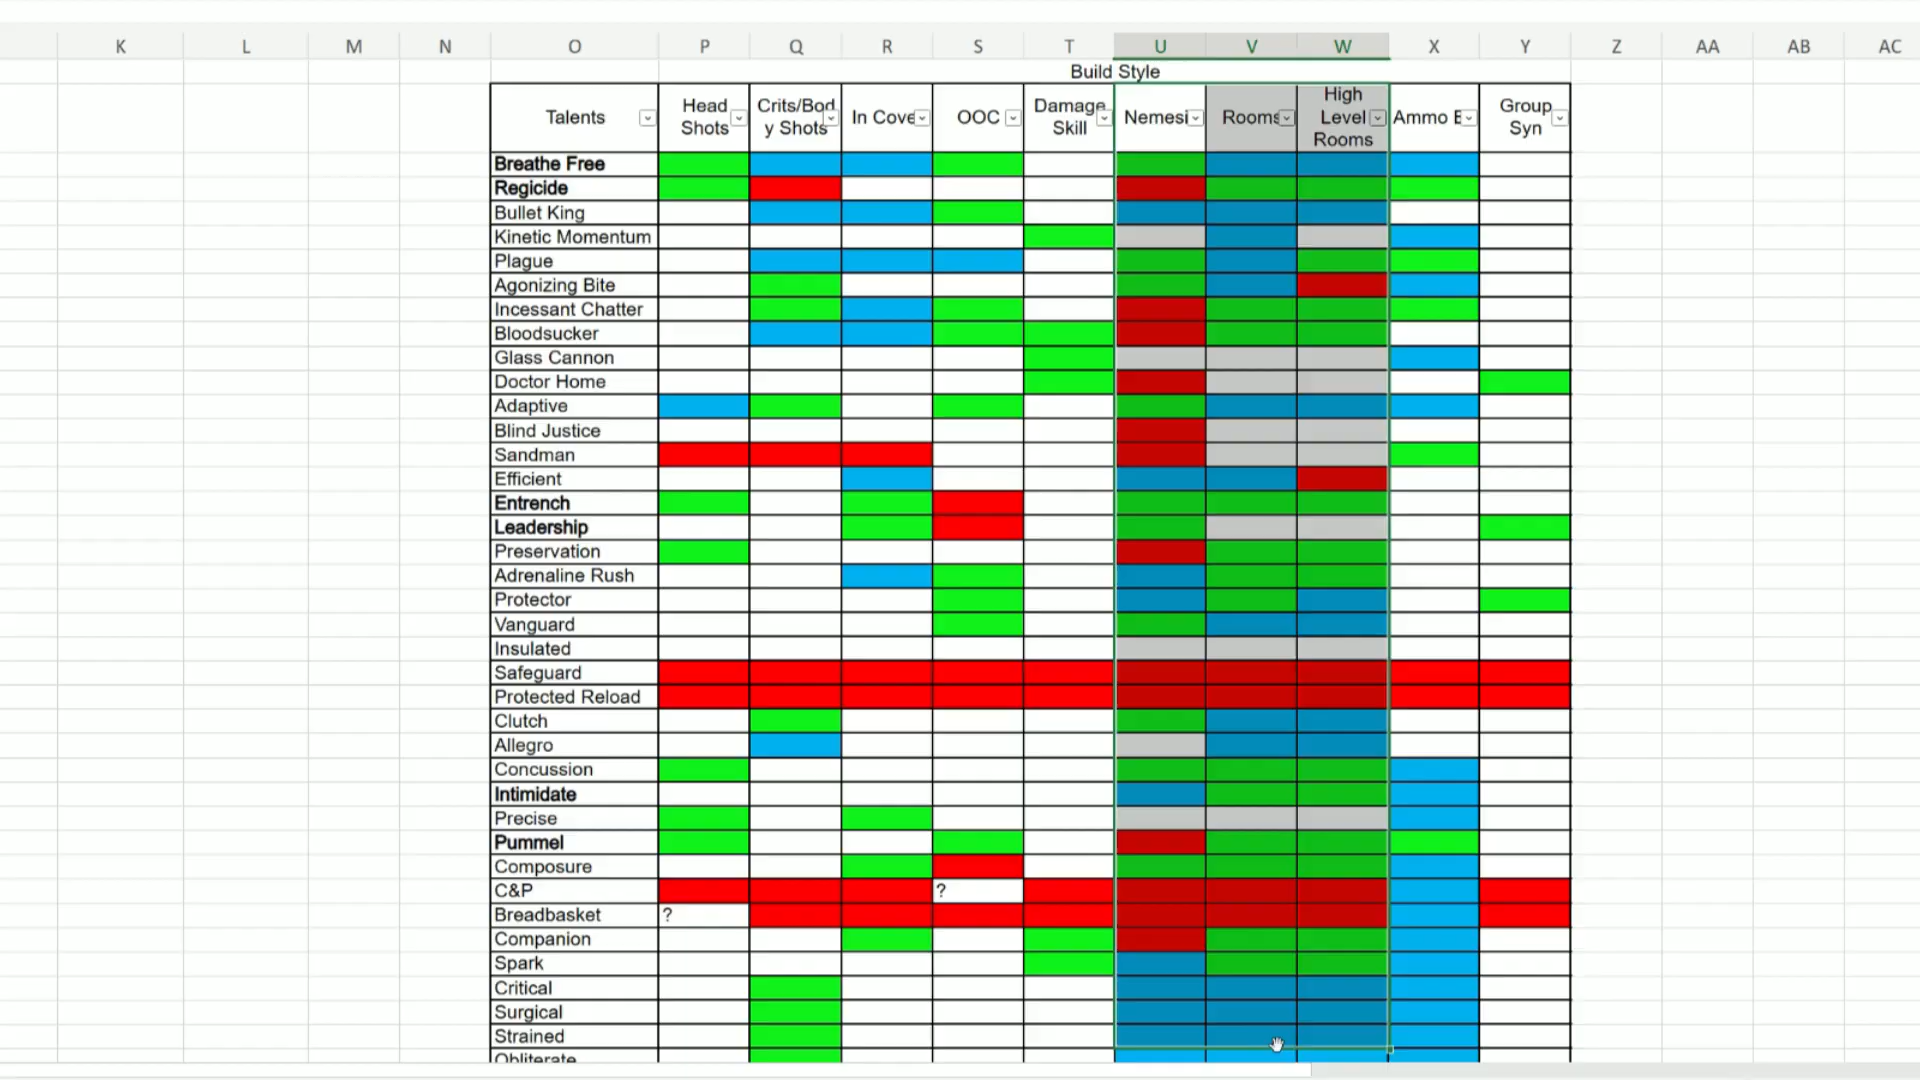 K L M N O P Q R S T U V W X Y Z AA AB AC
Build Style
Talents
Head
Shots
Crits/Bod
y Shots
In Cove
OOC
Damage
Skill
Nemesi
Rooms
High
Level
Rooms
Ammo E
Group
Syn
Breathe Free
Regicide
Bullet King
Kinetic Momentum
Plague
Agonizing Bite
Incessant Chatter
Bloodsucker
Glass Cannon
Doctor Home
Adaptive
Blind Justice
Sandman
Efficient
Entrench
Leadership
Preservation
Adrenaline Rush
Protector
Vanguard
Insulated
Safeguard
Protected Reload
Clutch
Allegro
Concussion
Intimidate
Precise
Pummel
Composure
C&P ?
Breadbasket ?
Companion
Spark
Critical
Surgical
Strained
Obliterate